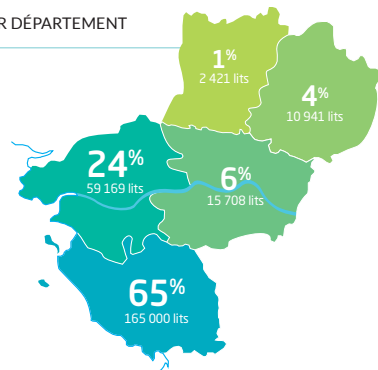 R DÉPARTEMENT
1%
2 421 lits
4%
10 941 lits
24%
59 169 lits
6%
15 708 lits
65%
165 000 lits